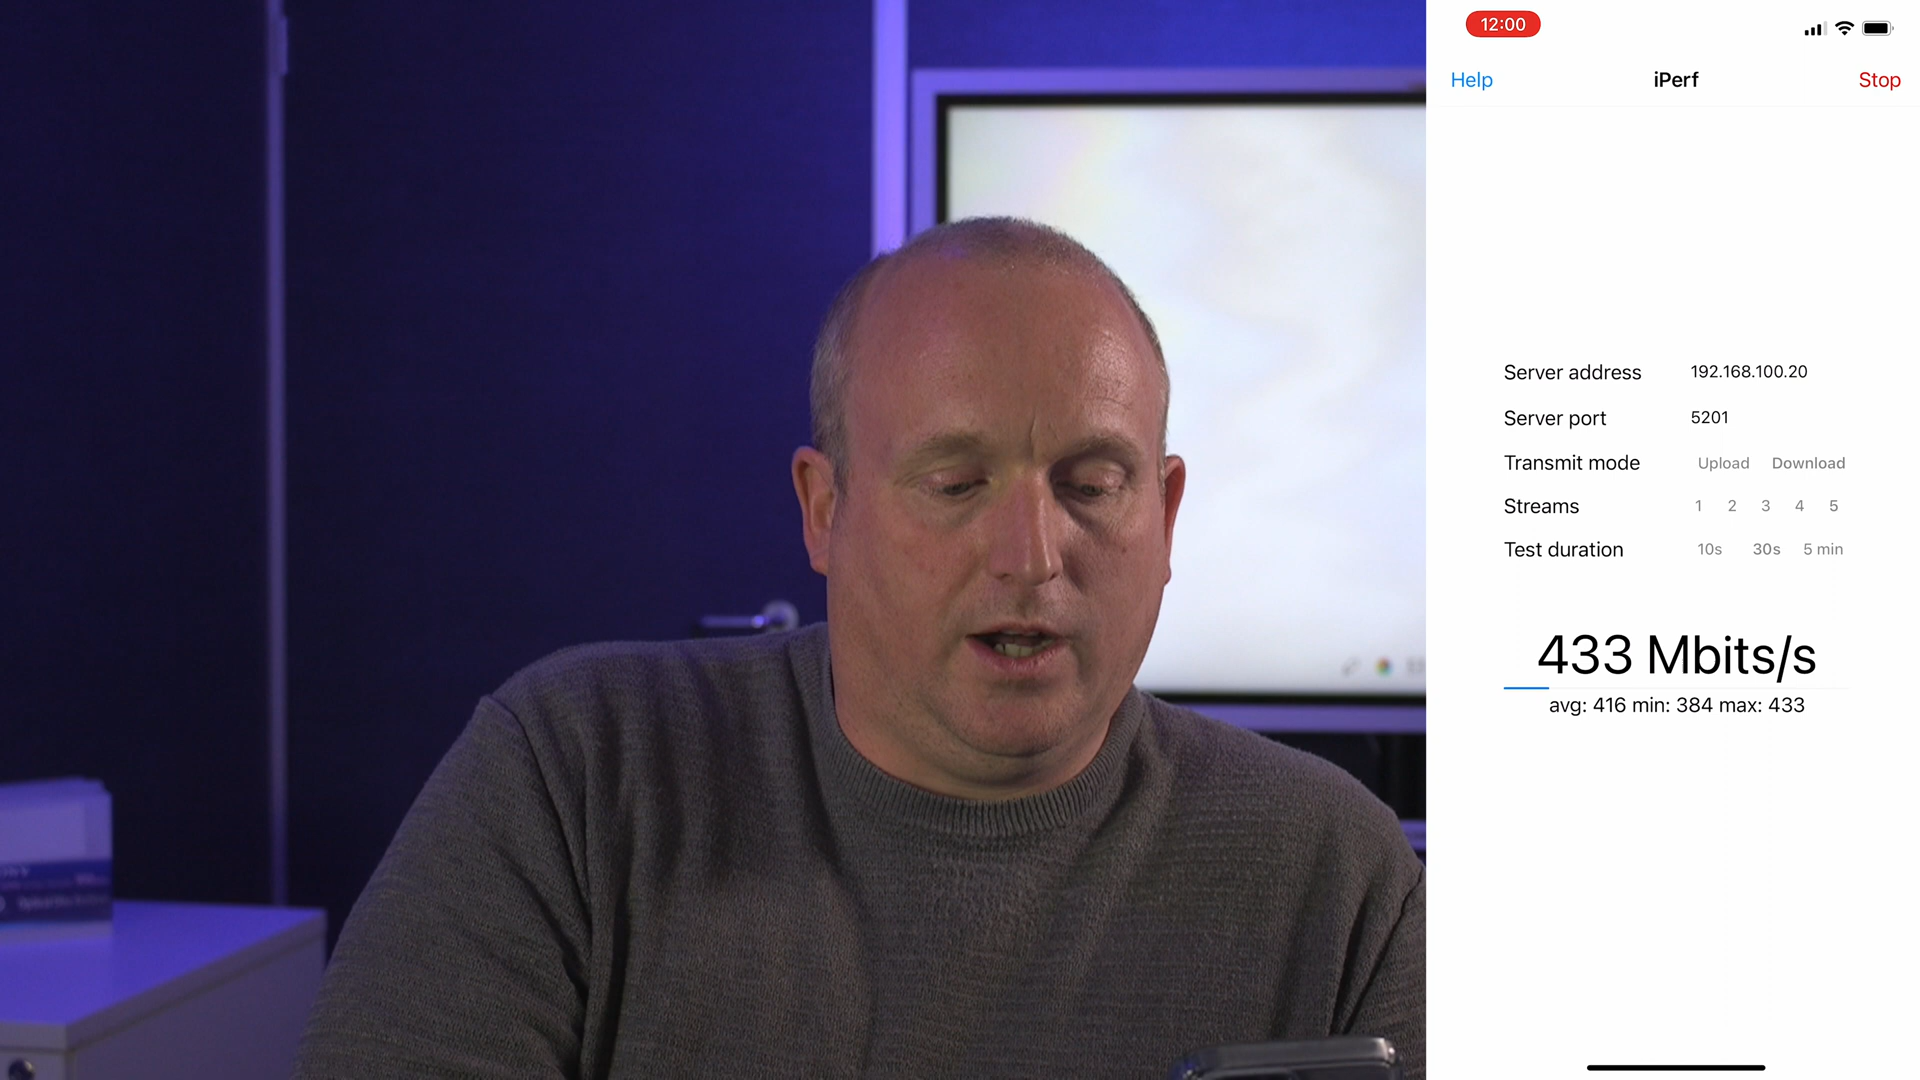 12:00
Help iPerf Stop
Server address 192.168.100.20
Server port 5201
Transmit mode Upload Download
Streams 1 2 3 4 5
Test duration 10s 30s 5 min
433 Mbits/s
avg: 416 min: 384 max: 433